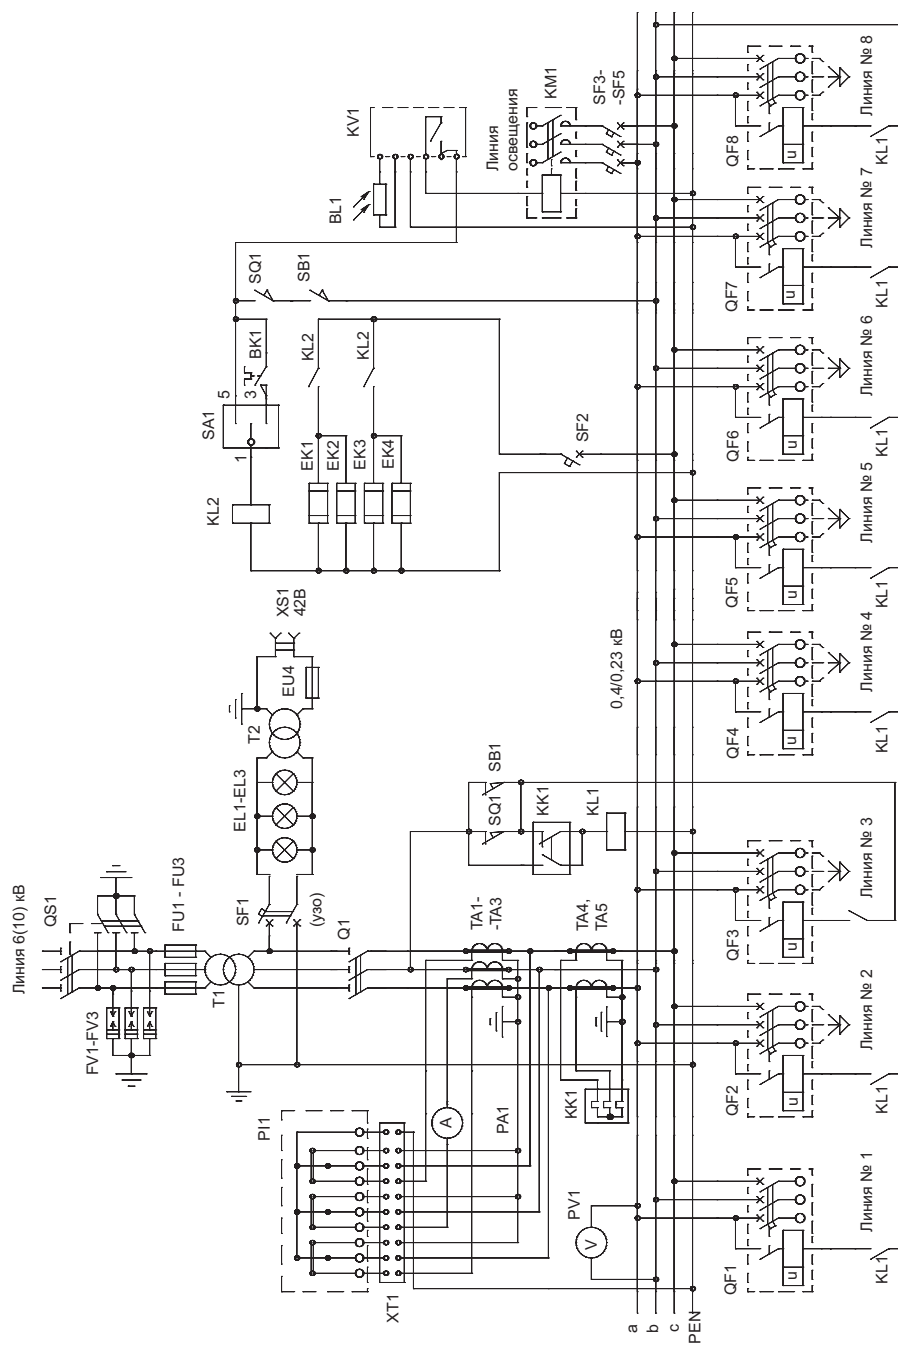 Линия 6(10) кВ
QS1
FV1-FV3
FU1 - FU3
T1
SF1
(узо)
EL1-EL3
T2
EU4
XS1
42В
KL2
SA1
1
5
3
BK1
SQ1
SB1
BL1
KV1
PI1
Q1
EK1
EK2
EK3
EK4
KL2
KL2
XT1
A
PA1
TA1-
-TA3
SQ1
SB1
Линия
освещения
KM1
PV1
V
KK1
TA4,
TA5
KK1
KL1
SF2
SF3-
-SF5
0,4/0,23 кВ
a
b
c
PEN
QF1
QF2
QF3
QF4
QF5
QF6
QF7
QF8
u
u
u
u
u
u
u
u
Линия № 1
Линия № 2
Линия № 3
Линия № 4
Линия № 5
Линия № 6
Линия № 7
Линия № 8
KL1
KL1
KL1
KL1
KL1
KL1
KL1